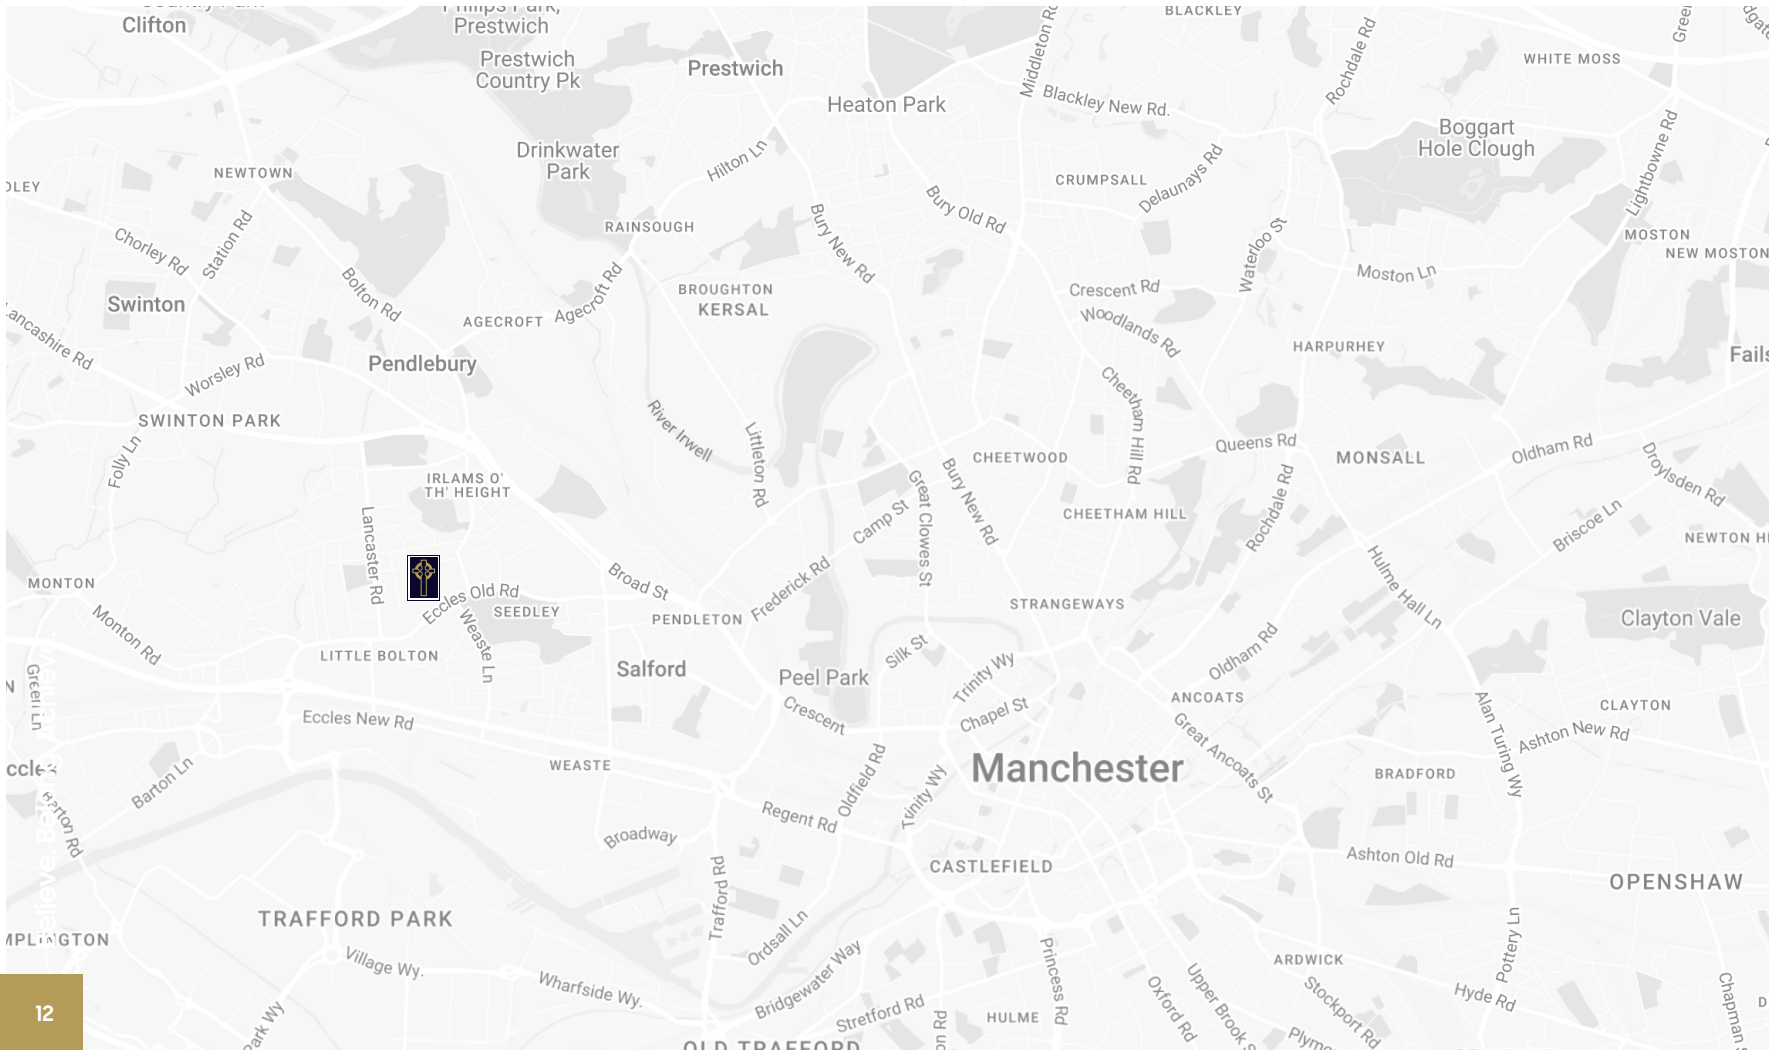 Clifton
Prestwich
Prestwich
Country Pk
Prestwich
BLACKLEY
Middleton Rd
Rochdale Rd
WHITE MOSS
Heaton Park
Blackley New Rd.
Boggart
Hole Clough
Lightbowne Rd
Drinkwater
Park
Hilton Ln
NEWTOWN
CRUMPSALL
Delaunays Rd
Bury Old Rd
Station Rd
Chorley Rd
RAINSOUGH
Bury New Rd
Waterloo St
MOSTON
NEW MOSTON
Moston Ln
Bolton Rd
Swinton
AGECROFT
Agecroft Rd
BROUGHTON
KERSAL
Crescent Rd
Woodlands Rd
HARPURHEY
Lancashire Rd
Worsley Rd
Pendlebury
Cheetham Hill Rd
SWINTON PARK
Folly Ln
River Irwell
Littleton Rd
CHEETWOOD
Queens Rd
MONSALL
Oldham Rd
Droylsden Rd
IRLAMS O'
TH' HEIGHT
Great Clowes St
Bury New Rd
Camp St
CHEETHAM HILL
Rochdale Rd
Briscoe Ln
Lancaster Rd
MONTON
Monton Rd
Eccles Old Rd
SEEDLEY
Weaste Ln
Broad St
PENDLETON
Frederick Rd
STRANGEWAYS
Hulme Hall Ln
Clayton Vale
LITTLE BOLTON
Salford
Peel Park
Silk St
Trinity Wy
Oldham Rd
Green Ln
Eccles New Rd
Crescent
Chapel St
ANCOATS
Great Ancoats St
Alan Turing Wy
CLAYTON
Ashton New Rd
Barton Ln
WEASTE
Oldfield Rd
Trinity Wy
Manchester
BRADFORD
Barton Rd
Regent Rd
Broadway
CASTLEFIELD
Ashton Old Rd
OPENSHAW
TRAFFORD PARK
Trafford Rd
Ordsall Ln
Village Wy.
Wharfside Wy.
Bridgewater Way
Stretford Rd
Princess Rd
HULME
Oxford Rd
ARDWICK
Stockport Rd
Hyde Rd
Pottery Ln
OLD TRAFFORD
12